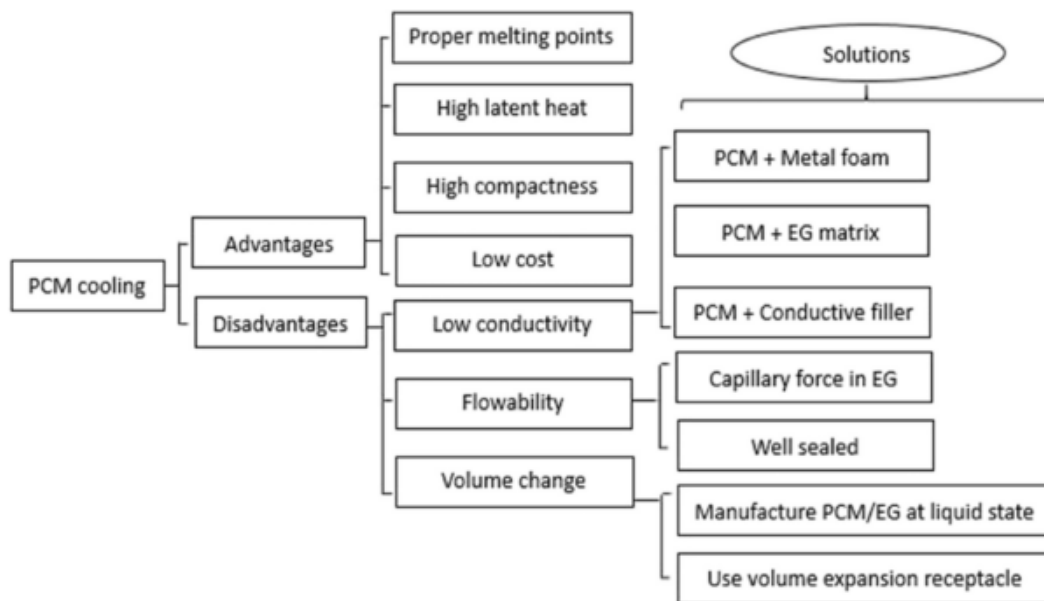 Proper melting points
Solutions
High latent heat
PCM + Metal foam
High compactness
Advantages
PCM + EG matrix
Low cost
PCM cooling
Disadvantages
Low conductivity
PCM + Conductive filler
Capillary force in EG
Flowability
Well sealed
Volume change
Manufacture PCM/EG at liquid state
Use volume expansion receptacle